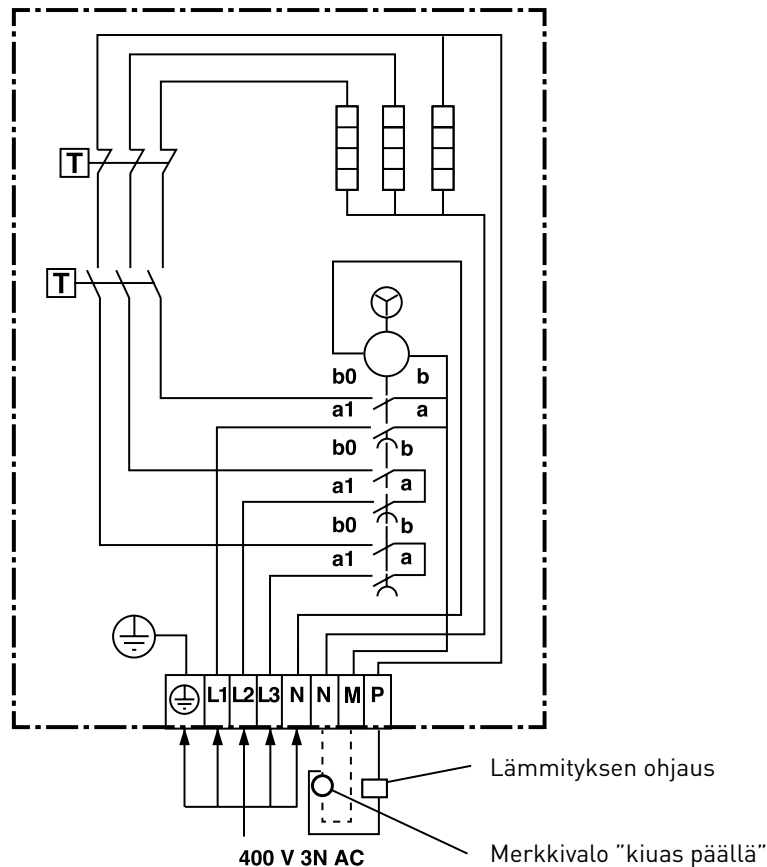 T
T
b0 b
a1 a
b0 b
a1 a
b0 b
a1 a
L1 L2 L3 N N M P
Lämmityksen ohjaus
400 V 3N AC
Merkkivalo ”kiuas päällä”